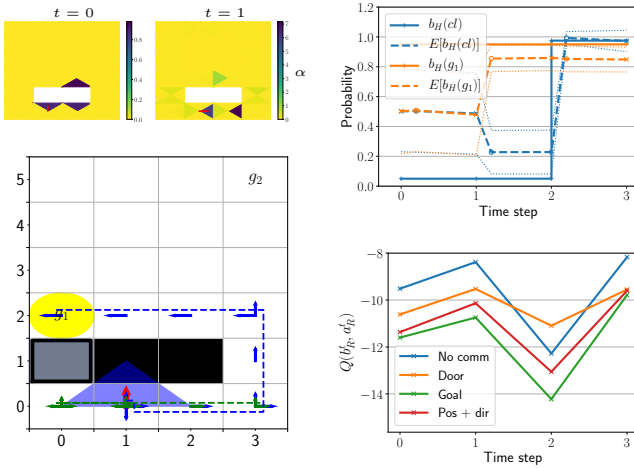 t = 0
t = 1
0.8
0.6
0.4
0.2
0.0
7
6
5
4
3
2
1
0
α
5
4
3
2
1
0
0
1
2
3
g₂
g₁
1.0
0.8
0.6
0.4
0.2
0.0
Probability
b_H(cl)
E[b_H(cl)]
b_H(g₁)
E[b_H(g₁)]
0
1
2
3
Time step
−8
−10
−12
−14
Q(b_R^t, a_R^t)
No comm
Door
Goal
Pos + dir
0
1
2
3
Time step